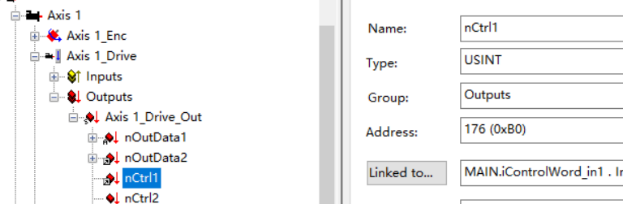 Axis 1
Axis 1_Enc
Axis 1_Drive
Inputs
Outputs
Axis 1_Drive_Out
nOutData1
nOutData2
nCtrl1
nCtrl2
Name: nCtrl1
Type: USINT
Group: Outputs
Address: 176 (0xB0)
Linked to... MAIN.iControlWord_in1 .